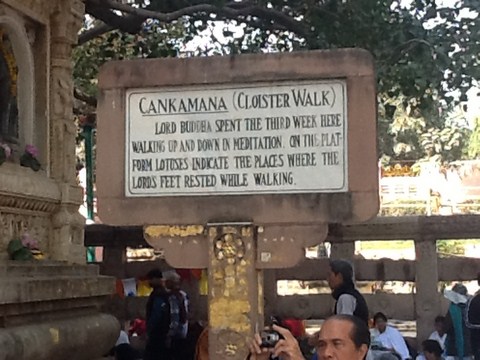 CANKAMANA (CLOISTER WALK)
LORD BUDDHA SPENT THE THIRD WEEK HERE
WALKING UP AND DOWN IN MEDITATION. ON THE PLAT-
FORM LOTUSES INDICATE THE PLACES WHERE THE
LORD'S FEET RESTED WHILE WALKING.